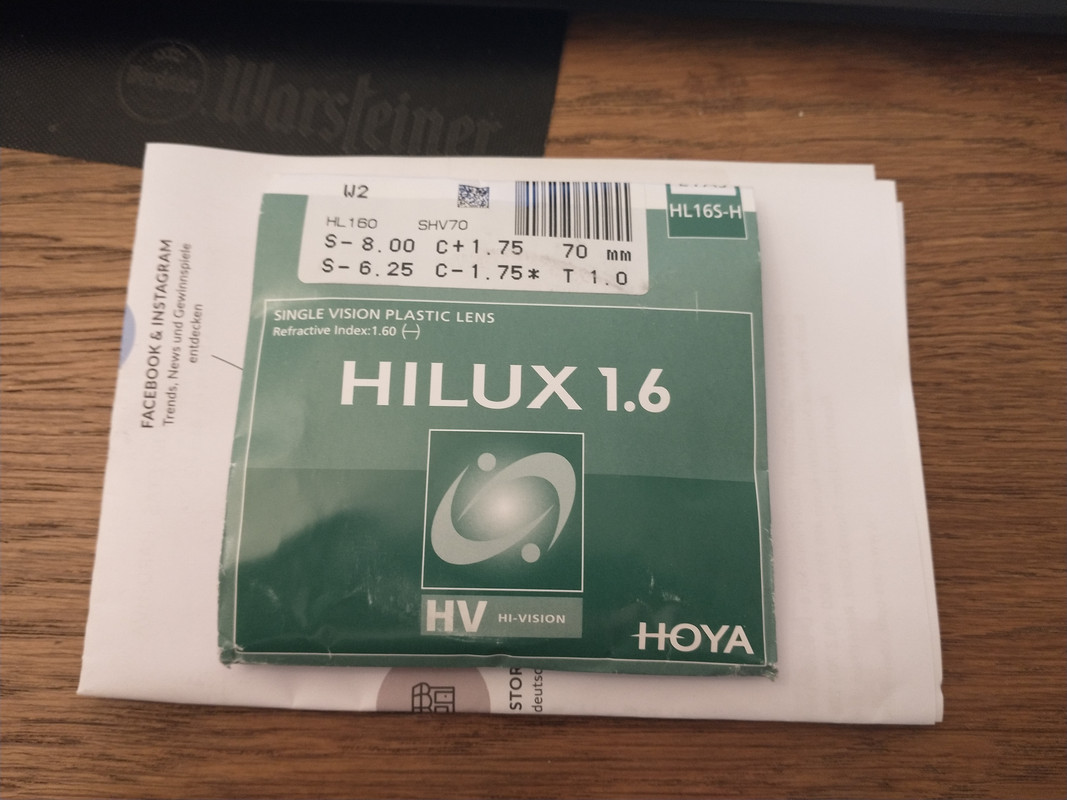 Warsteiner
W2
HL160 SHV70
S- 8.00 C+1.75 70 mm
S- 6.25 C-1.75* T 1.0
HL16S-H
SINGLE VISION PLASTIC LENS
Refractive Index:1.60 (–)
HILUX 1.6
HV HI-VISION
HOYA
FACEBOOK & INSTAGRAM
Trends, News und Gewinnspiele
entdecken
STOR
deutsc